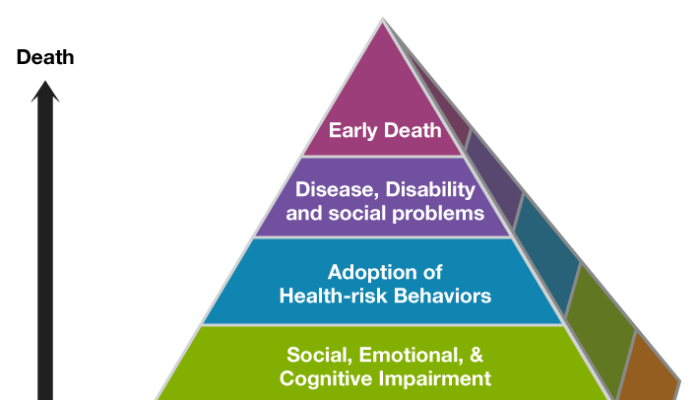 Death
Early Death
Disease, Disability
and social problems
Adoption of
Health-risk Behaviors
Social, Emotional, &
Cognitive Impairment